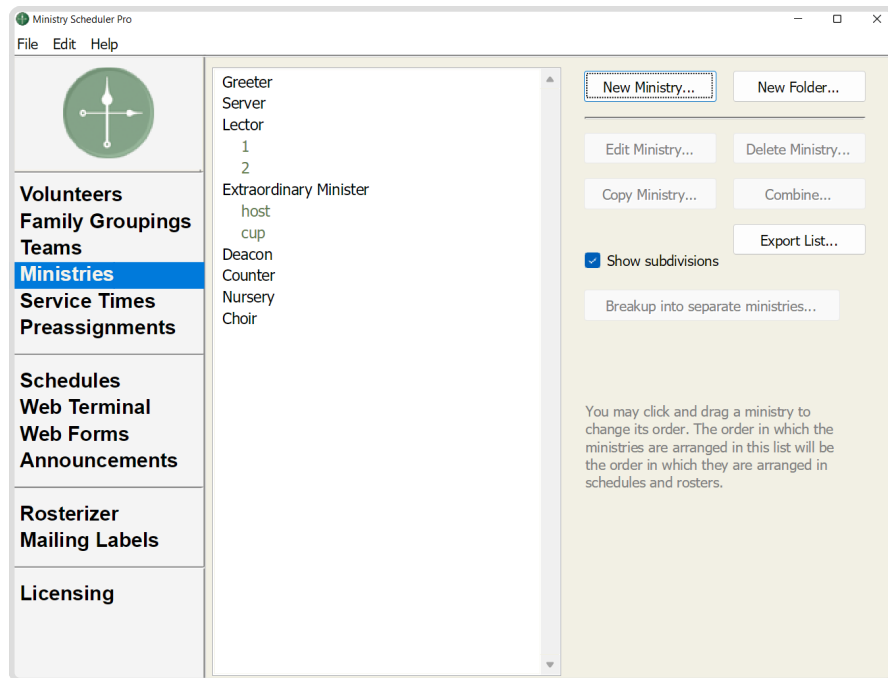 Ministry Scheduler Pro
File Edit Help
Volunteers
Family Groupings
Teams
Ministries
Service Times
Preassignments
Schedules
Web Terminal
Web Forms
Announcements
Rosterizer
Mailing Labels
Licensing
Greeter
Server
Lector
1
2
Extraordinary Minister
host
cup
Deacon
Counter
Nursery
Choir
New Ministry... New Folder...
Edit Ministry... Delete Ministry...
Copy Ministry... Combine...
Export List...
Show subdivisions
Breakup into separate ministries...
You may click and drag a ministry to
change its order. The order in which the
ministries are arranged in this list will be
the order in which they are arranged in
schedules and rosters.